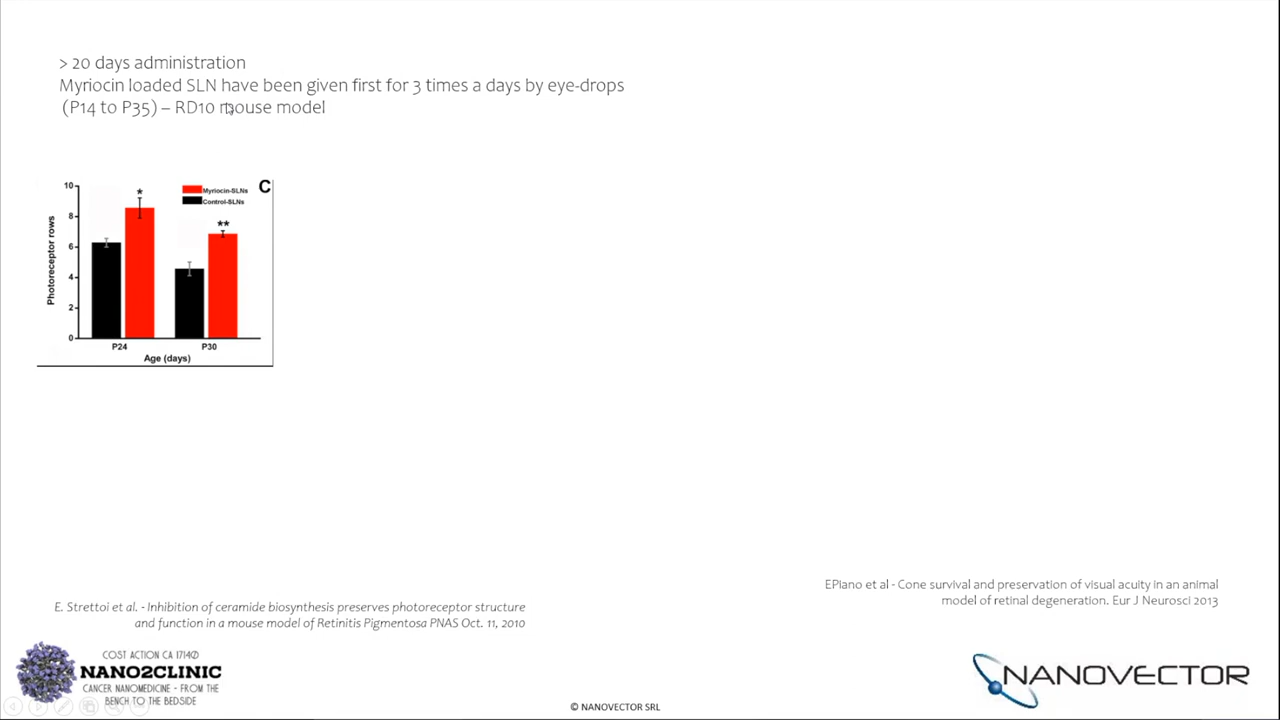 > 20 days administration
Myriocin loaded SLN have been given first for 3 times a days by eye-drops
(P14 to P35) – RD10 mouse model
C
10
8
6
4
2
0
Photoreceptor rows
*
**
Myriocin-SLNs
Control-SLNs
P24
P30
Age (days)
EPiano et al - Cone survival and preservation of visual acuity in an animal
model of retinal degeneration. Eur J Neurosci 2013
E. Strettoi et al. - Inhibition of ceramide biosynthesis preserves photoreceptor structure
and function in a mouse model of Retinitis Pigmentosa PNAS Oct. 11, 2010
COST ACTION CA 17140
NANO2CLINIC
CANCER NANOMEDICINE - FROM THE
BENCH TO THE BEDSIDE
© NANOVECTOR SRL
NANOVECTOR